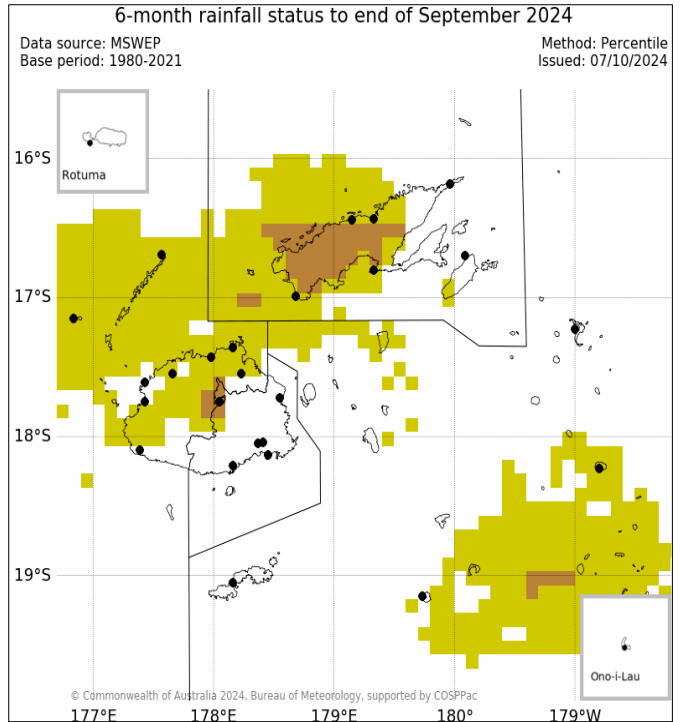 6-month rainfall status to end of September 2024
Data source: MSWEP
Method: Percentile
Base period: 1980-2021
Issued: 07/10/2024
16°S
Rotuma
17°S
18°S
19°S
Ono-i-Lau
© Commonwealth of Australia 2024, Bureau of Meteorology, supported by COSPPac
177°E 178°E 179°E 180° 179°W